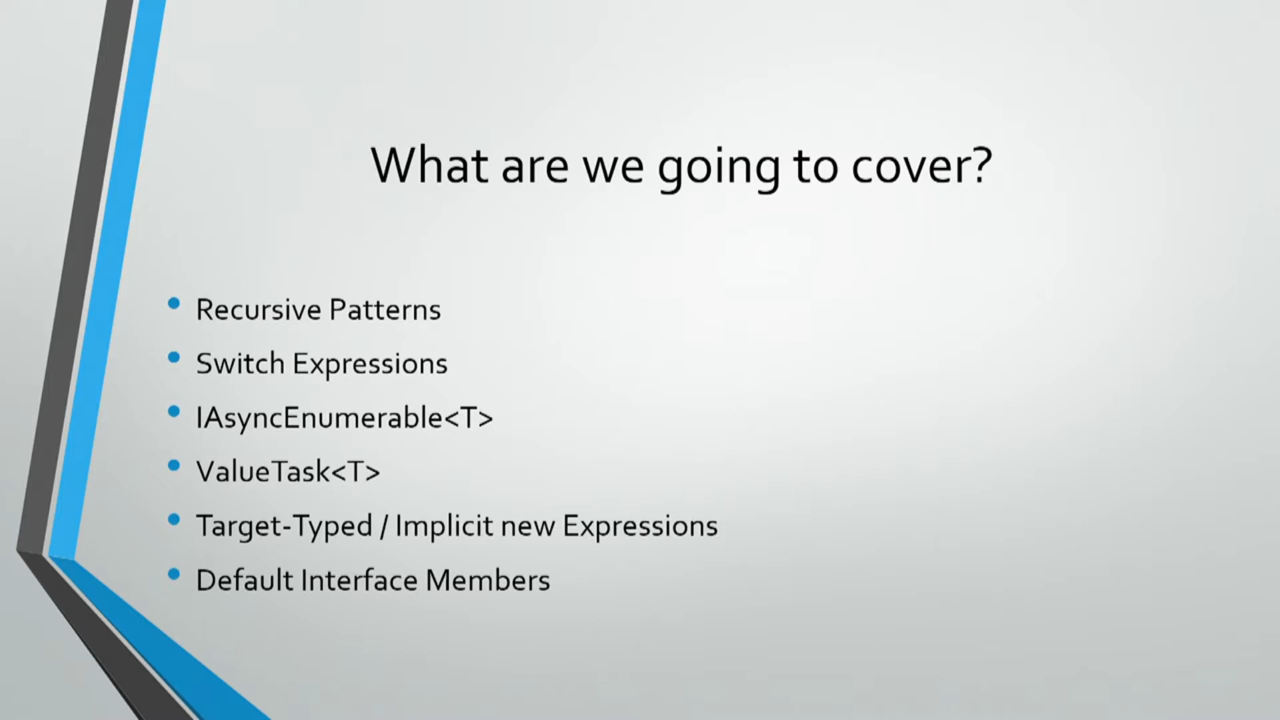 What are we going to cover?
Recursive Patterns
Switch Expressions
IAsyncEnumerable<T>
ValueTask<T>
Target-Typed / Implicit new Expressions
Default Interface Members